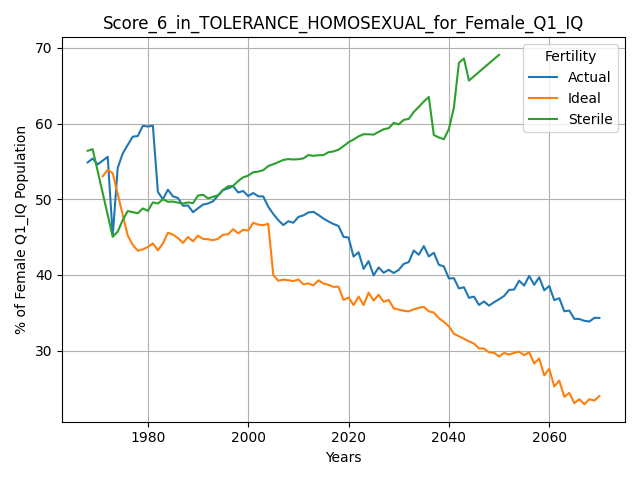 Score_6_in_TOLERANCE_HOMOSEXUAL_for_Female_Q1_IQ
Fertility
Actual
Ideal
Sterile
% of Female Q1_IQ Population
70
60
50
40
30
1980
2000
2020
2040
2060
Years